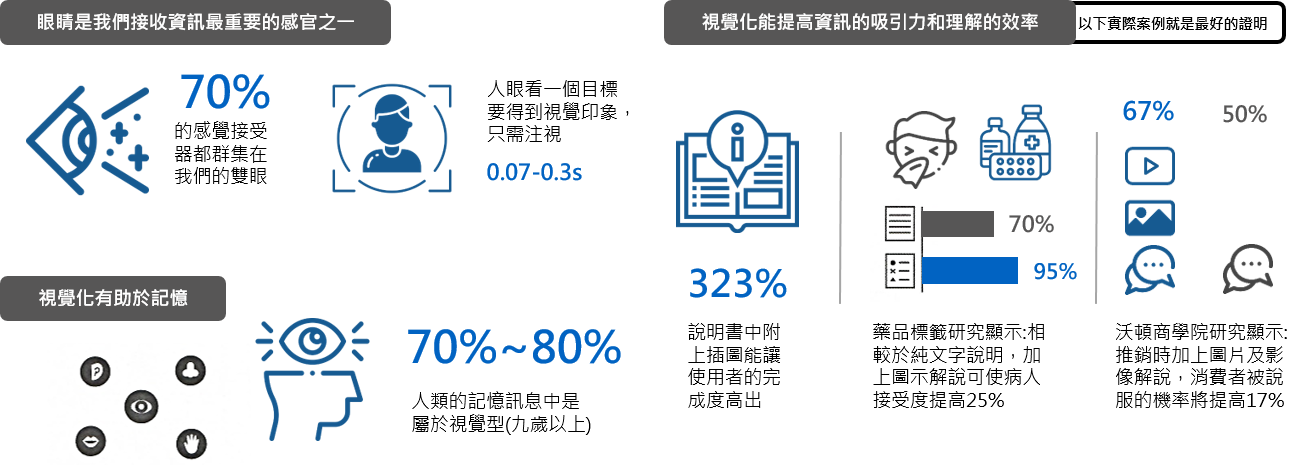 眼睛是我們接收資訊最重要的感官之一
70%
的感覺接受
器都群集在
我們的雙眼
人眼看一個目標
要得到視覺印象，
只需注視
0.07-0.3s
視覺化有助於記憶
70%~80%
人類的記憶訊息中是
屬於視覺型(九歲以上)
視覺化能提高資訊的吸引力和理解的效率
以下實際案例就是最好的證明
323%
說明書中附
上插圖能讓
使用者的完
成度高出
70%
95%
藥品標籤研究顯示:相
較於純文字說明，加
上圖示解說可使病人
接受度提高25%
67%
50%
沃頓商學院研究顯示:
推銷時加上圖片及影
像解說，消費者被說
服的機率將提高17%